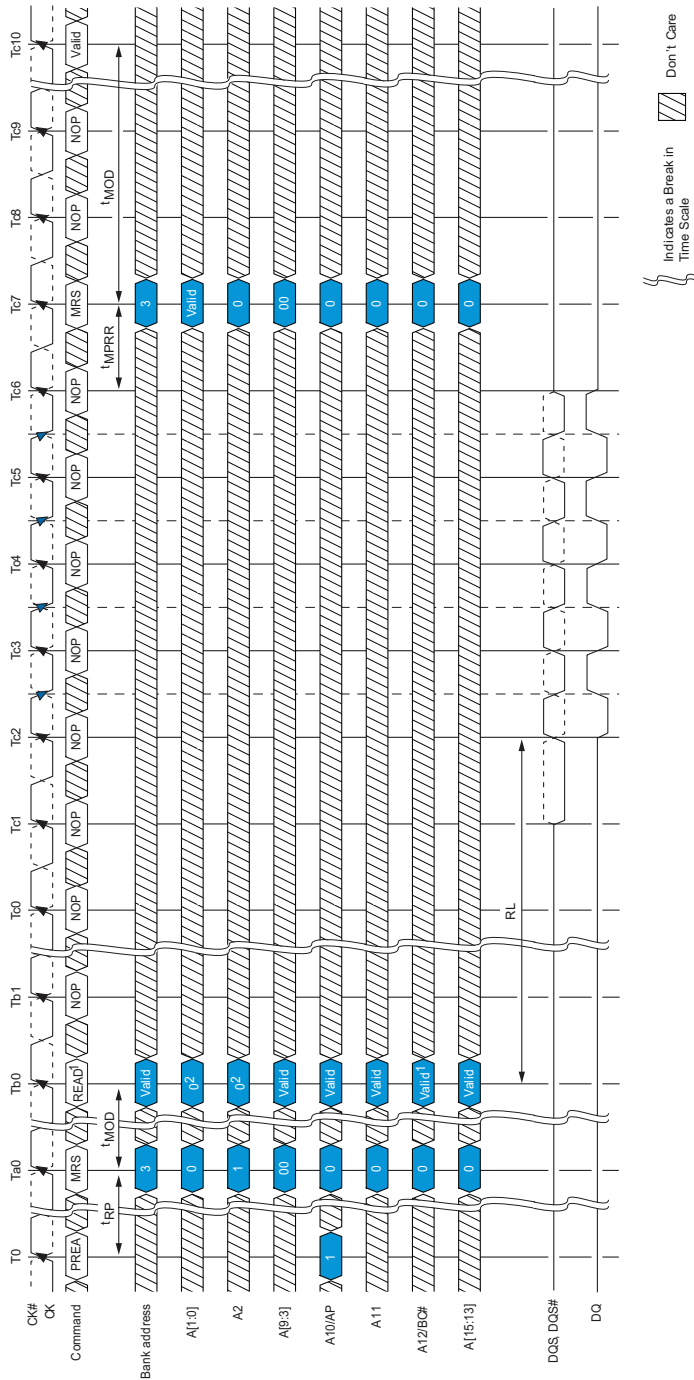 T0 Ta0 Tb0 Tb1 Tc0 Tc1 Tc2 Tc3 Tc4 Tc5 Tc6 Tc7 Tc8 Tc9 Tc10
CK#
CK
Command PREA MRS READ1 NOP NOP NOP NOP NOP NOP NOP NOP MRS NOP NOP Valid
tRP tMOD tMPRR tMOD
Bank address 3 Valid 3
A[1:0] 0 02 Valid
A2 1 02 0
A[9:3] 00 Valid 00
A10/AP 1 0 Valid 0
A11 0 Valid 0
A12/BC# 0 Valid1 0
A[15:13] 0 Valid 0
RL
DQS, DQS#
DQ
Indicates a Break in
Time Scale
Don't Care